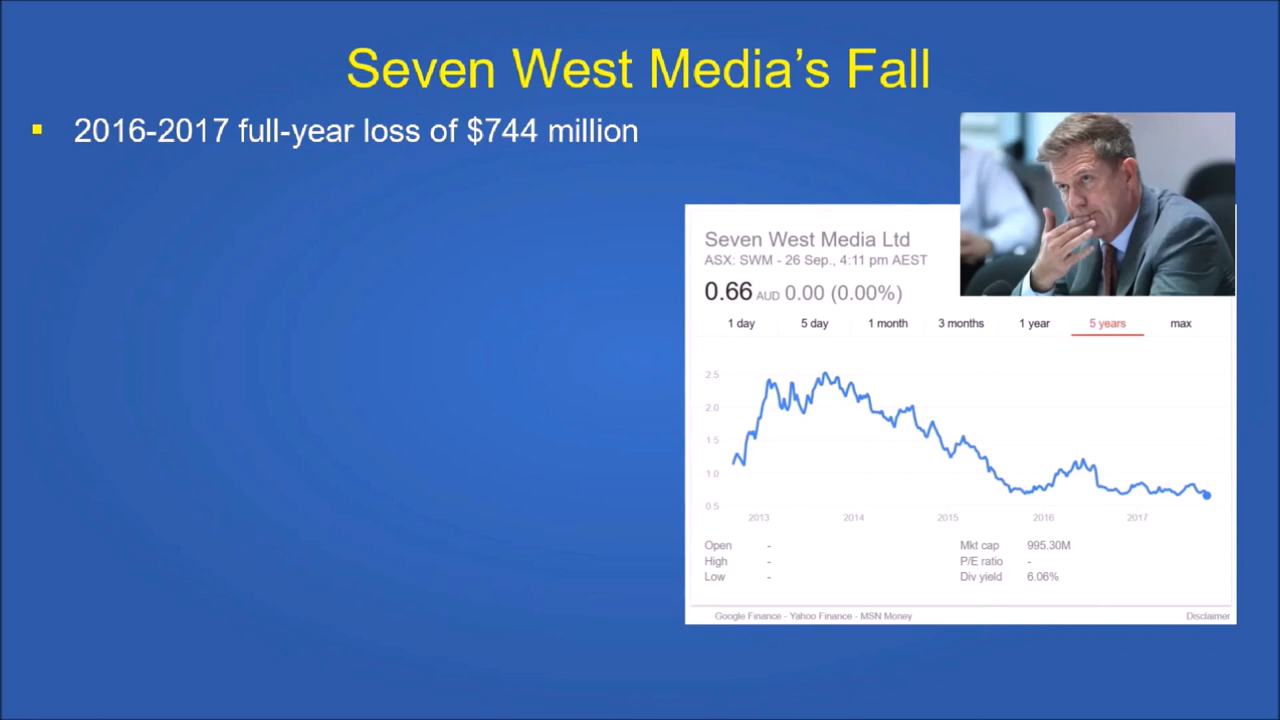 Seven West Media's Fall
▪ 2016-2017 full-year loss of $744 million
Seven West Media Ltd
ASX: SWM - 26 Sep., 4:11 pm AEST
0.66 AUD 0.00 (0.00%)
1 day 5 day 1 month 3 months 1 year 5 years max
2.5
2.0
1.5
1.0
0.5
2013 2014 2015 2016 2017
Open - Mkt cap 995.30M
High - P/E ratio -
Low - Div yield 6.06%
Google Finance - Yahoo Finance - MSN Money Disclaimer